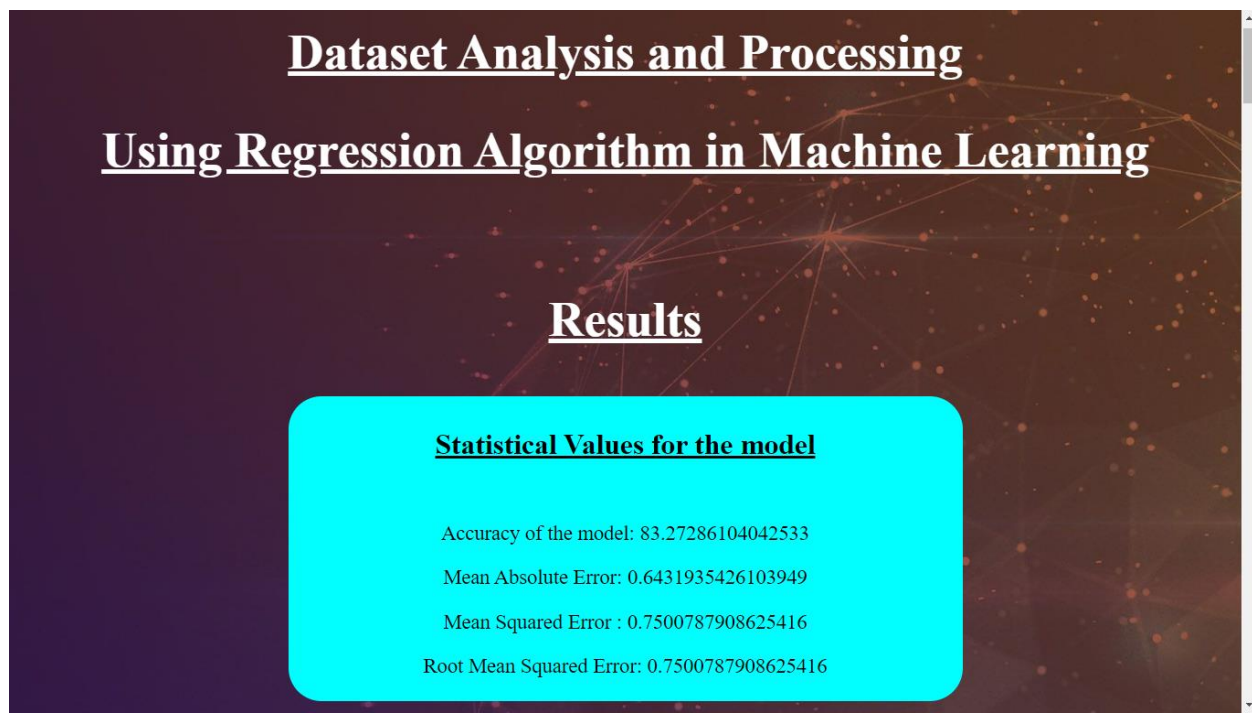 Dataset Analysis and Processing
Using Regression Algorithm in Machine Learning
Results
Statistical Values for the model
Accuracy of the model: 83.27286104042533
Mean Absolute Error: 0.6431935426103949
Mean Squared Error : 0.7500787908625416
Root Mean Squared Error: 0.7500787908625416